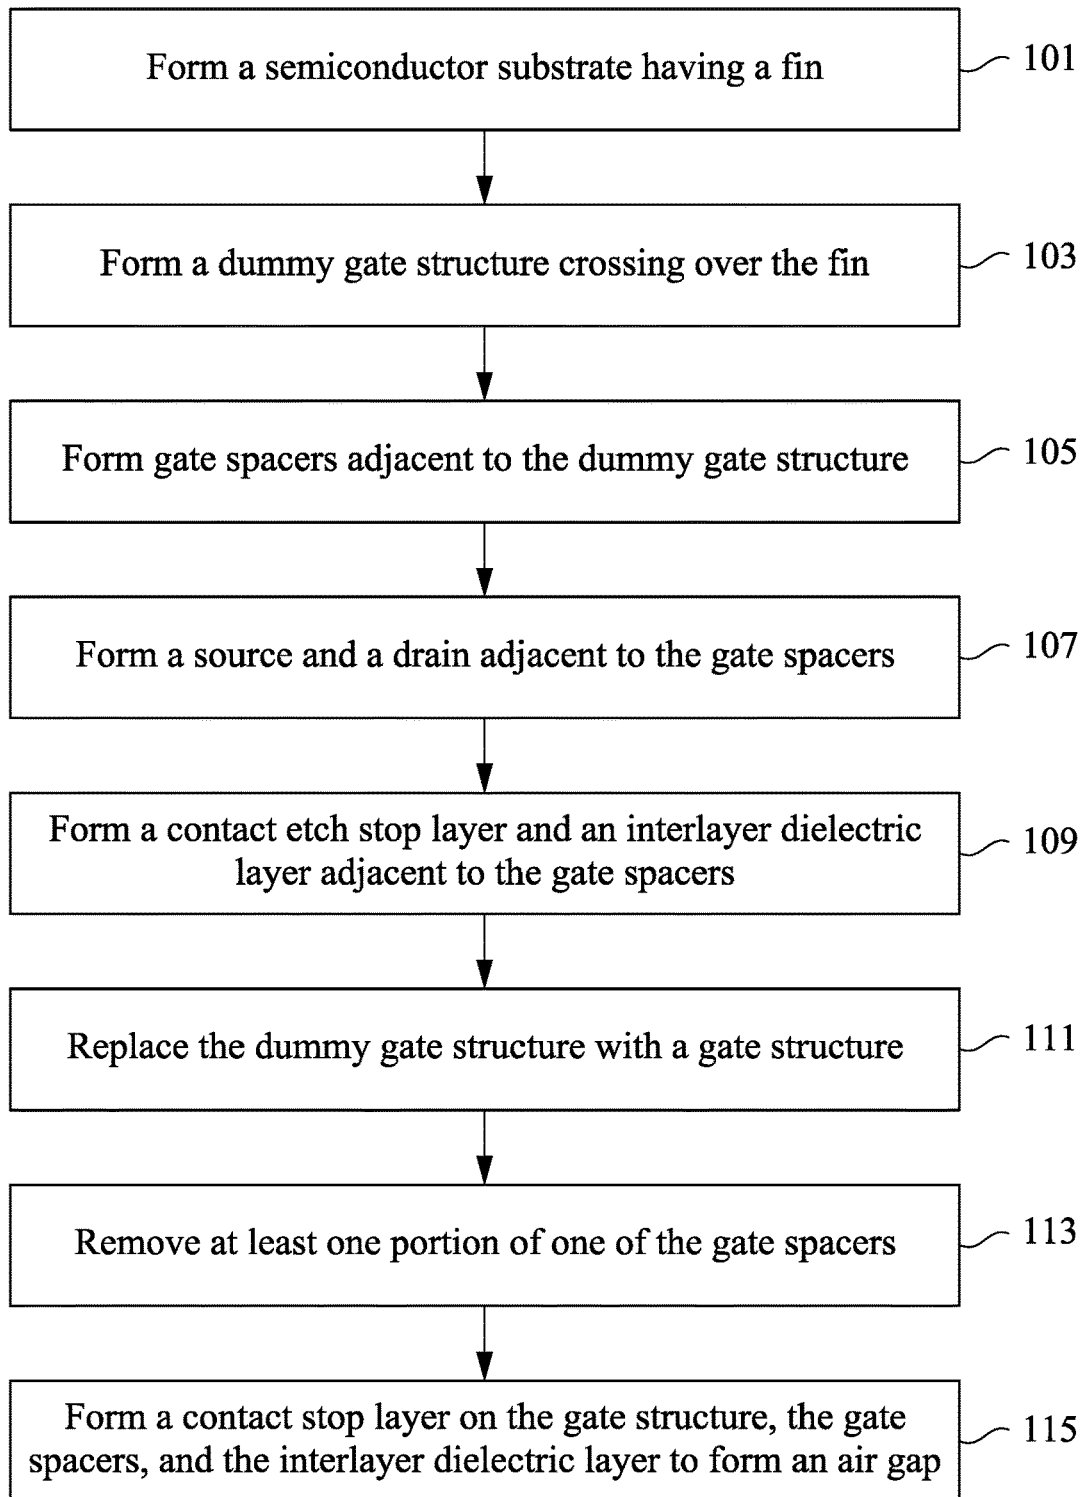 Form a semiconductor substrate having a fin
101
Form a dummy gate structure crossing over the fin
103
Form gate spacers adjacent to the dummy gate structure
105
Form a source and a drain adjacent to the gate spacers
107
Form a contact etch stop layer and an interlayer dielectric
layer adjacent to the gate spacers
109
Replace the dummy gate structure with a gate structure
111
Remove at least one portion of one of the gate spacers
113
Form a contact stop layer on the gate structure, the gate
spacers, and the interlayer dielectric layer to form an air gap
115